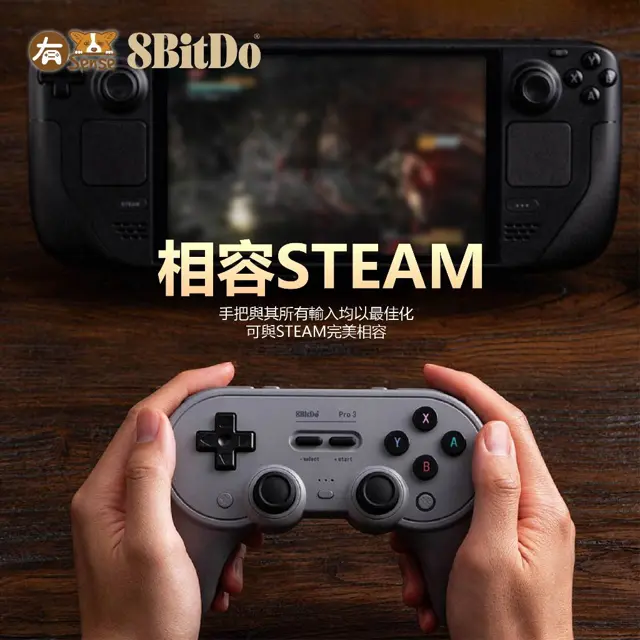 有 Sense 8BitDo®
STEAM
相容STEAM
手把與其所有輸入均以最佳化
可與STEAM完美相容
8BitDo Pro 3
X
Y A
B
-select +start